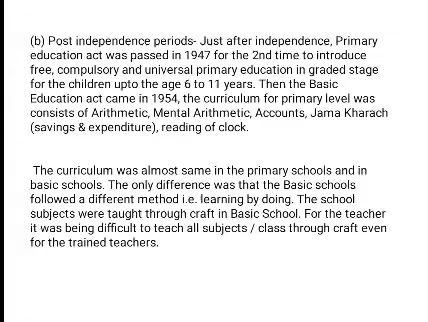 (b) Post independence periods- Just after independence, Primary
education act was passed in 1947 for the 2nd time to introduce
free, compulsory and universal primary education in graded stage
for the children upto the age 6 to 11 years. Then the Basic
Education act came in 1954, the curriculum for primary level was
consists of Arithmetic, Mental Arithmetic, Accounts, Jama Kharach
(savings & expenditure), reading of clock.
The curriculum was almost same in the primary schools and in
basic schools. The only difference was that the Basic schools
followed a different method i.e. learning by doing. The school
subjects were taught through craft in Basic School. For the teacher
it was being difficult to teach all subjects / class through craft even
for the trained teachers.